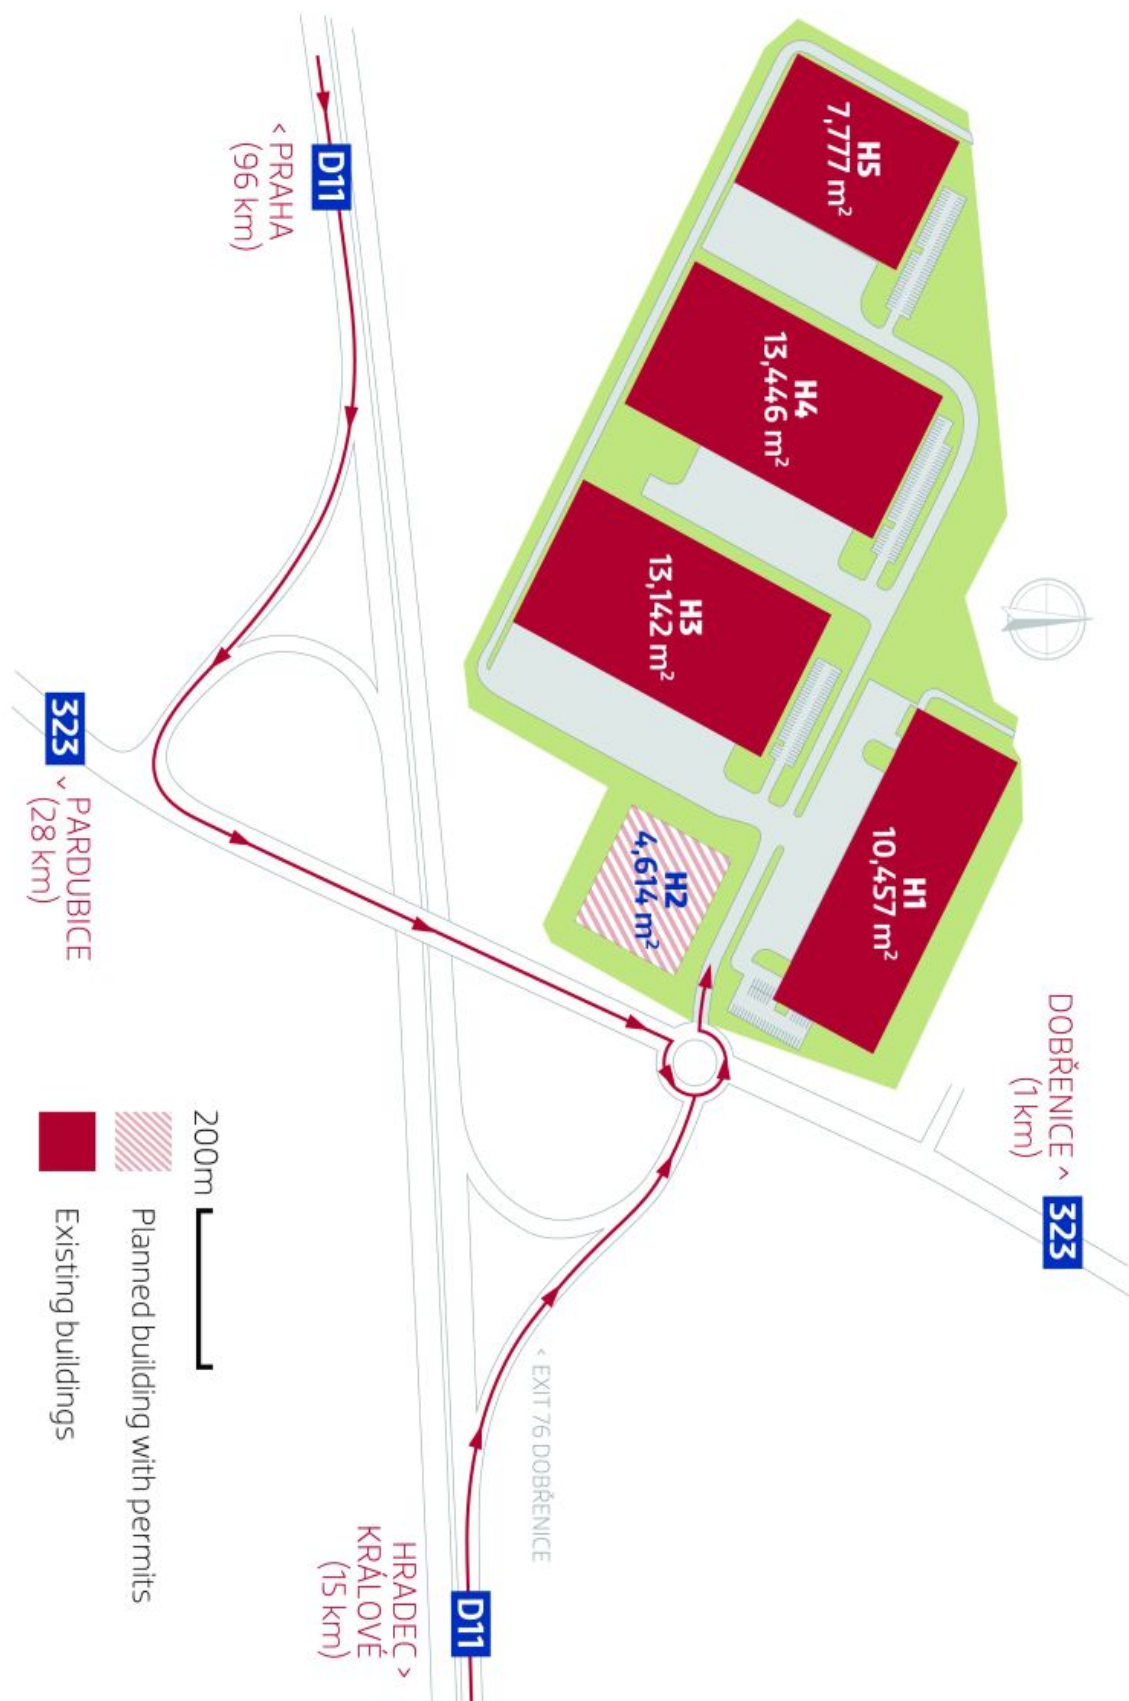 H5
7,777 m²
H4
13,446 m²
H3
13,142 m²
H1
10,457 m²
H2
4,614 m²
D11
< PRAHA
(96 km)
323
< PARDUBICE
(28 km)
DOBŘENICE >
(1 km)
323
< EXIT 76 DOBŘENICE
HRADEC >
KRÁLOVÉ
(15 km)
D11
200m
Planned building with permits
Existing buildings